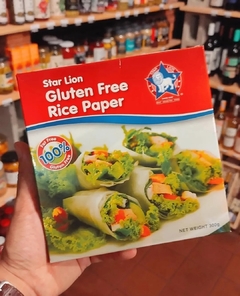 Star Lion
Gluten Free
Rice Paper
100%
NET WEIGHT